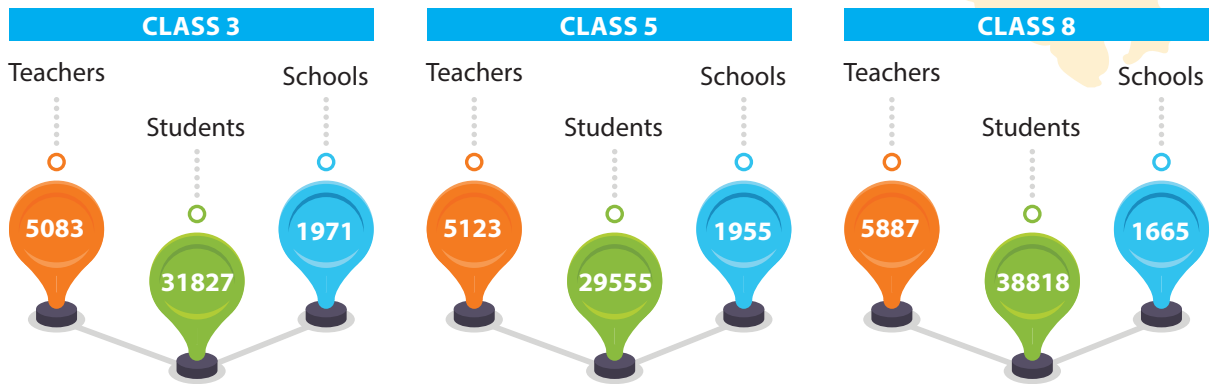 CLASS 3
Teachers
Schools
Students
5083
1971
31827
CLASS 5
Teachers
Schools
Students
5123
1955
29555
CLASS 8
Teachers
Schools
Students
5887
1665
38818